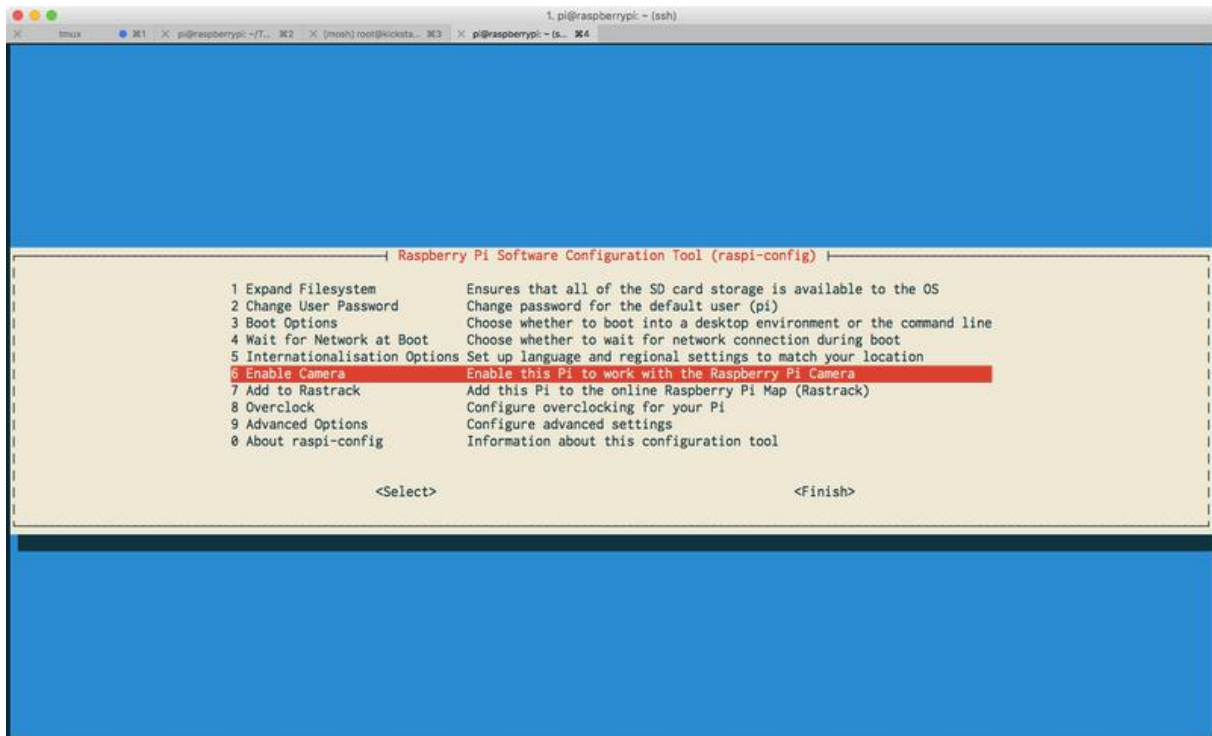 1. pi@raspberrypi: ~ (ssh)
tmux ⌘1 pi@raspberrypi: ~/T... ⌘2 (mosh) root@kicksta... ⌘3 pi@raspberrypi: ~ (s... ⌘4
Raspberry Pi Software Configuration Tool (raspi-config)
1 Expand Filesystem Ensures that all of the SD card storage is available to the OS
2 Change User Password Change password for the default user (pi)
3 Boot Options Choose whether to boot into a desktop environment or the command line
4 Wait for Network at Boot Choose whether to wait for network connection during boot
5 Internationalisation Options Set up language and regional settings to match your location
6 Enable Camera Enable this Pi to work with the Raspberry Pi Camera
7 Add to Rastrack Add this Pi to the online Raspberry Pi Map (Rastrack)
8 Overclock Configure overclocking for your Pi
9 Advanced Options Configure advanced settings
0 About raspi-config Information about this configuration tool
<Select> <Finish>